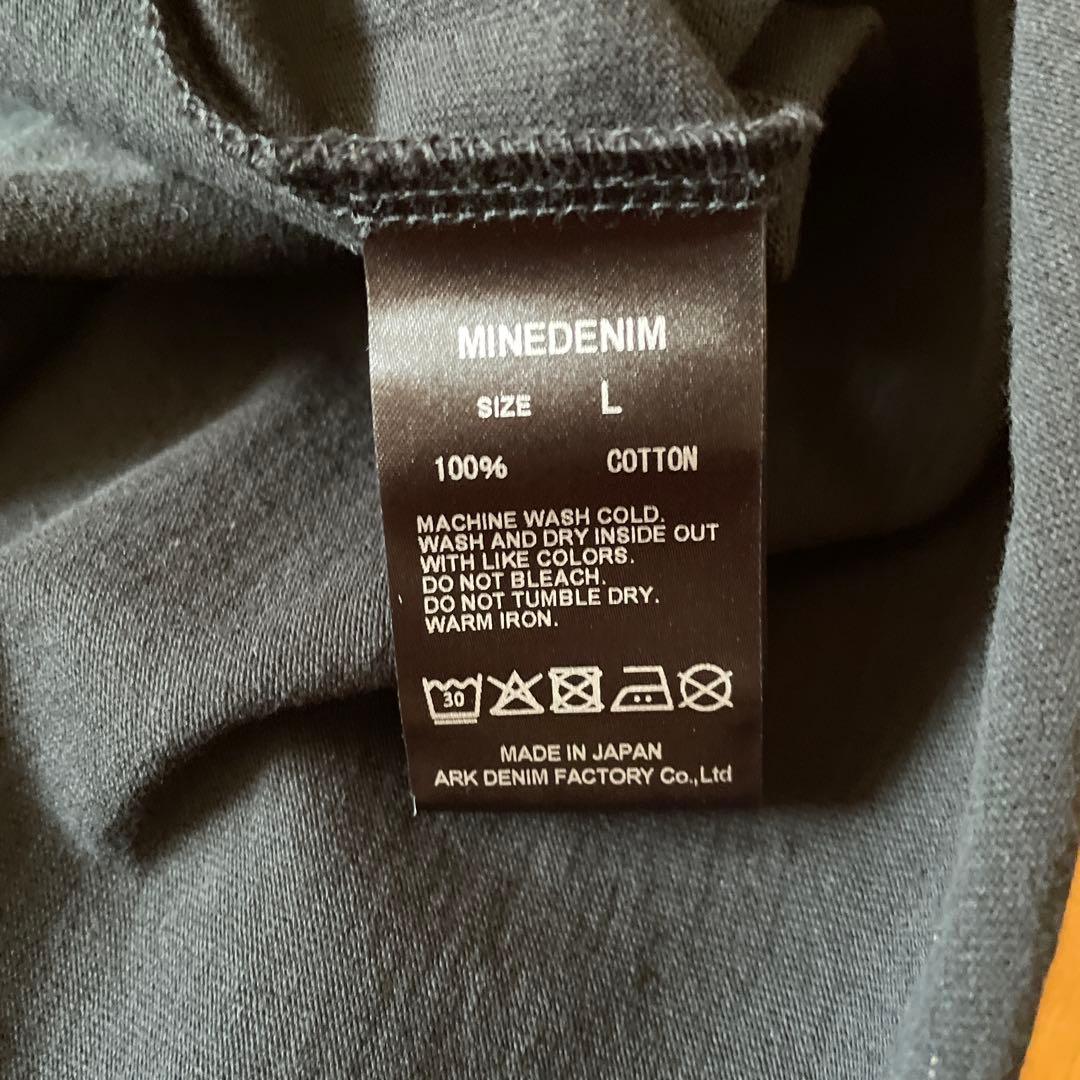 MINEDENIM
SIZE L
100% COTTON
MACHINE WASH COLD.
WASH AND DRY INSIDE OUT
WITH LIKE COLORS.
DO NOT BLEACH.
DO NOT TUMBLE DRY.
WARM IRON.
30
MADE IN JAPAN
ARK DENIM FACTORY Co.,Ltd